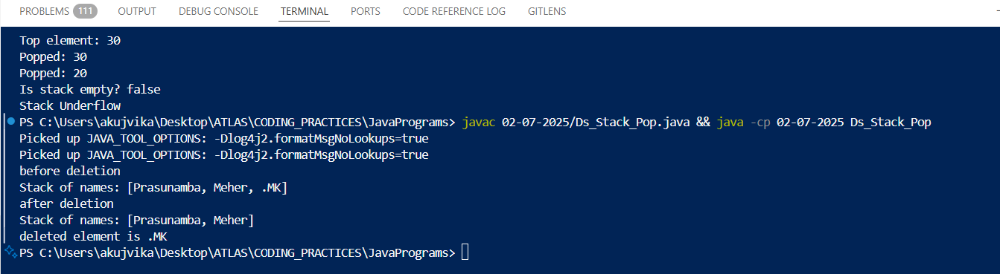 PROBLEMS 111 OUTPUT DEBUG CONSOLE TERMINAL PORTS CODE REFERENCE LOG GITLENS
Top element: 30
Popped: 30
Popped: 20
Is stack empty? false
Stack Underflow
PS C:\Users\akujvika\Desktop\ATLAS\CODING_PRACTICES\JavaPrograms> javac 02-07-2025/Ds_Stack_Pop.java && java -cp 02-07-2025 Ds_Stack_Pop
Picked up JAVA_TOOL_OPTIONS: -Dlog4j2.formatMsgNoLookups=true
Picked up JAVA_TOOL_OPTIONS: -Dlog4j2.formatMsgNoLookups=true
before deletion
Stack of names: [Prasunamba, Meher, .MK]
after deletion
Stack of names: [Prasunamba, Meher]
deleted element is .MK
PS C:\Users\akujvika\Desktop\ATLAS\CODING_PRACTICES\JavaPrograms>